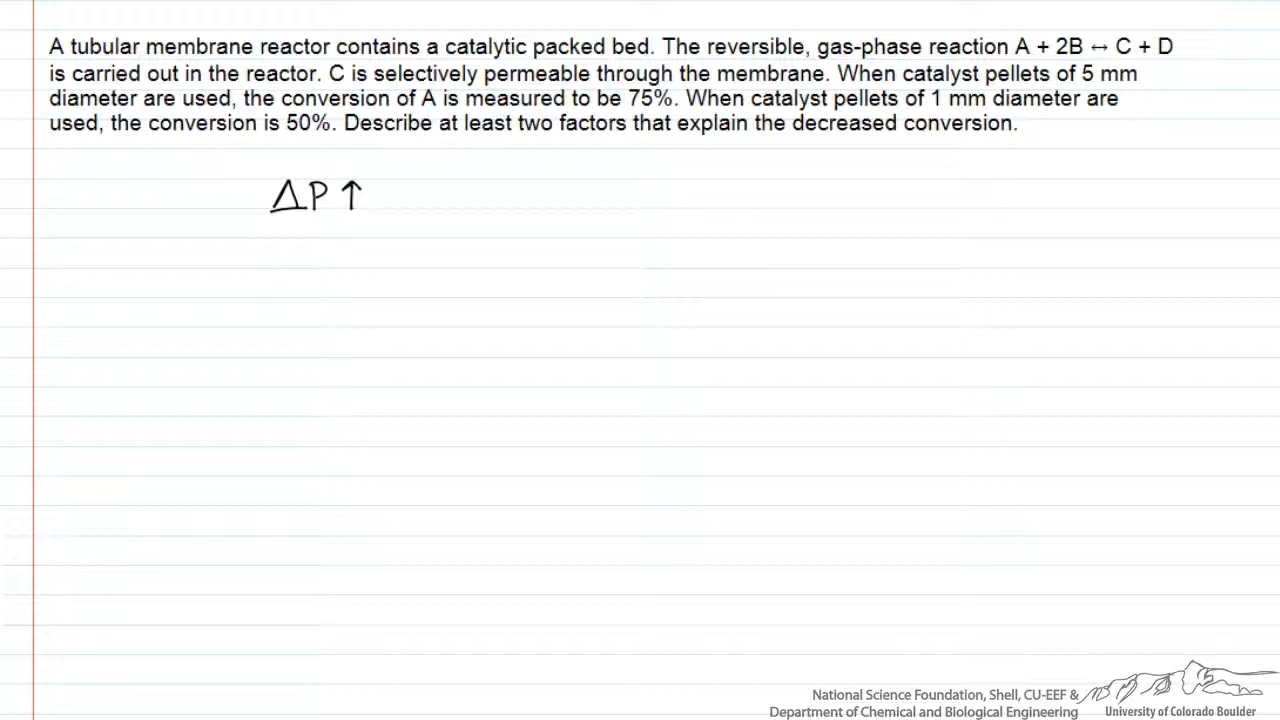 A tubular membrane reactor contains a catalytic packed bed. The reversible, gas-phase reaction A + 2B ↔ C + D
is carried out in the reactor. C is selectively permeable through the membrane. When catalyst pellets of 5 mm
diameter are used, the conversion of A is measured to be 75%. When catalyst pellets of 1 mm diameter are
used, the conversion is 50%. Describe at least two factors that explain the decreased conversion.
ΔP ↑
National Science Foundation, Shell, CU-EEF &
Department of Chemical and Biological Engineering
University of Colorado Boulder